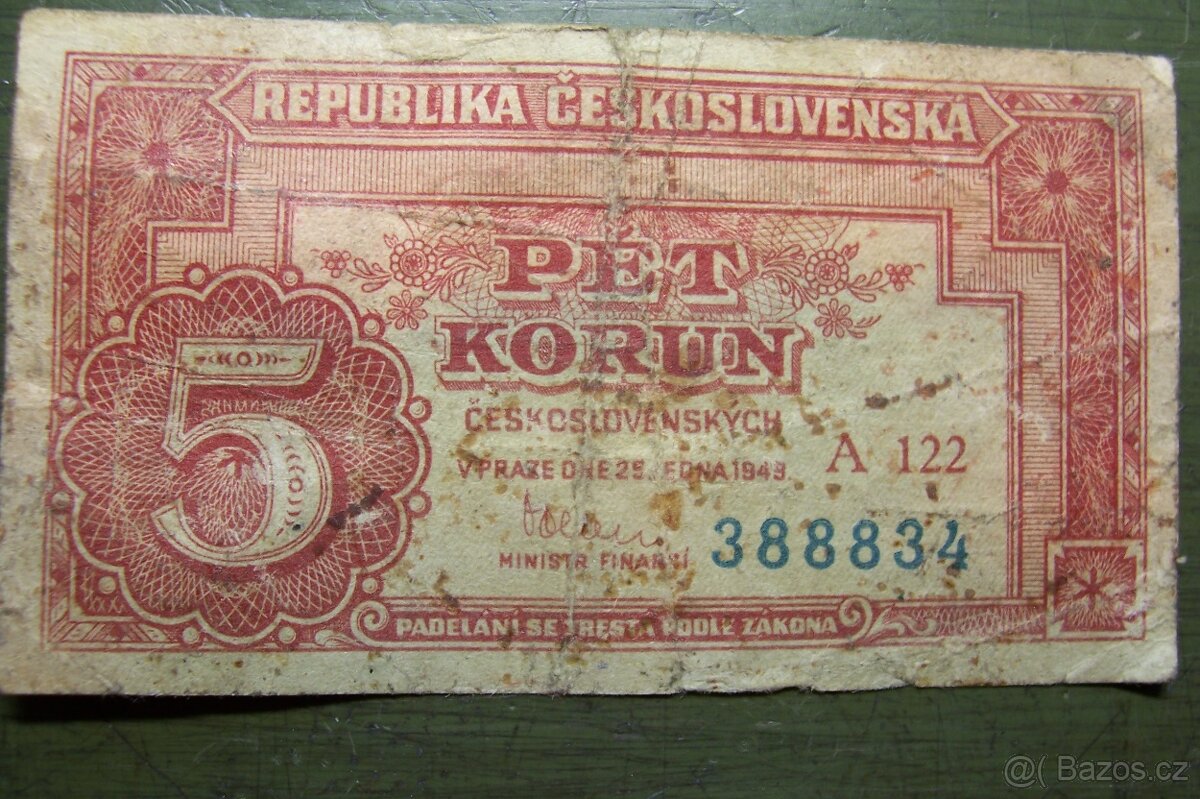 REPUBLIKA ČESKOSLOVENSKÁ
PĚT
KORUN
ČESKOSLOVENSKÝCH
V PRAZE DNE 25. LEDNA 1949.
A 122
5
MINISTR FINANCÍ
388834
PADĚLÁNÍ SE TRESTÁ PODLE ZÁKONA
@( Bazos.cz